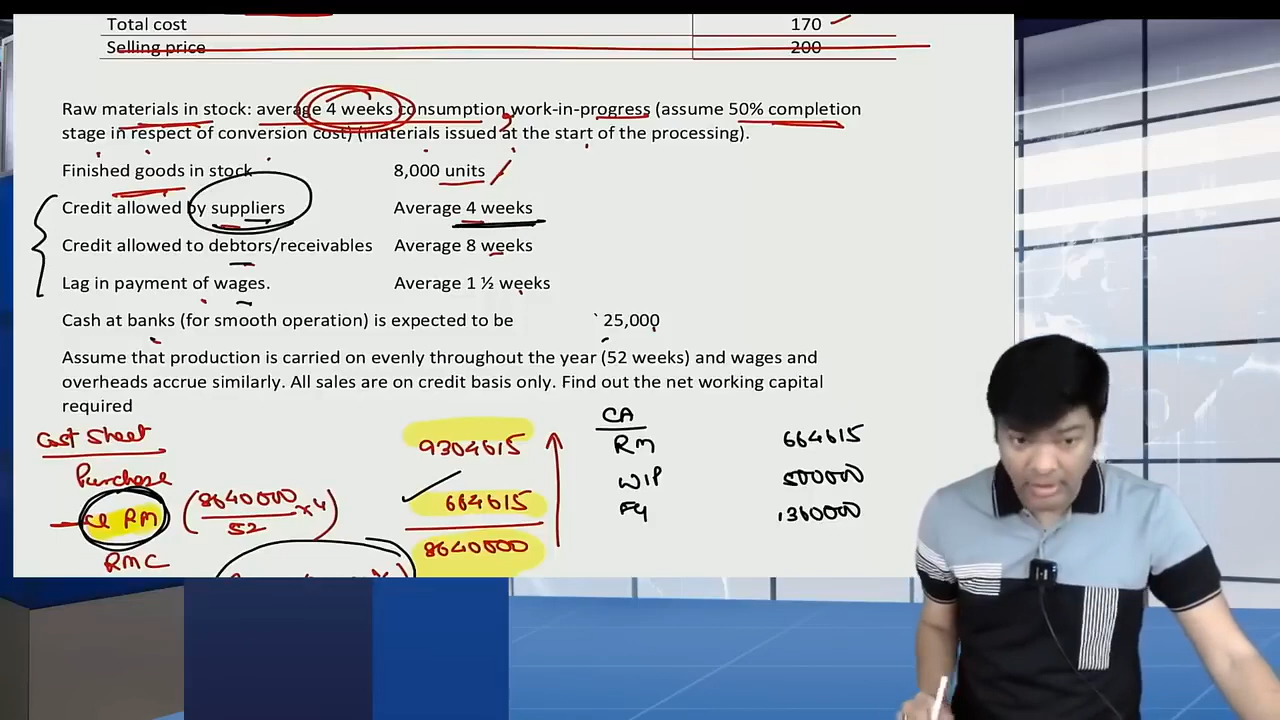 Total cost 170
Selling price 200
Raw materials in stock: average 4 weeks consumption work-in-progress (assume 50% completion
stage in respect of conversion cost) (materials issued at the start of the processing).
Finished goods in stock 8,000 units
Credit allowed by suppliers Average 4 weeks
Credit allowed to debtors/receivables Average 8 weeks
Lag in payment of wages. Average 1 ½ weeks
Cash at banks (for smooth operation) is expected to be ` 25,000
Assume that production is carried on evenly throughout the year (52 weeks) and wages and
overheads accrue similarly. All sales are on credit basis only. Find out the net working capital
required
Cost Sheet
Purchase 9304615
Cl RM (8640000/52 x4) 664615
RMC 8640000
CA
RM 664615
WIP 500000
FG 1360000